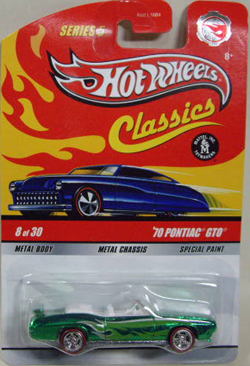 SERIES 5
8+
Hot Wheels
Classics
8 of 30
'70 PONTIAC® GTO®
METAL BODY
METAL CHASSIS
SPECIAL PAINT